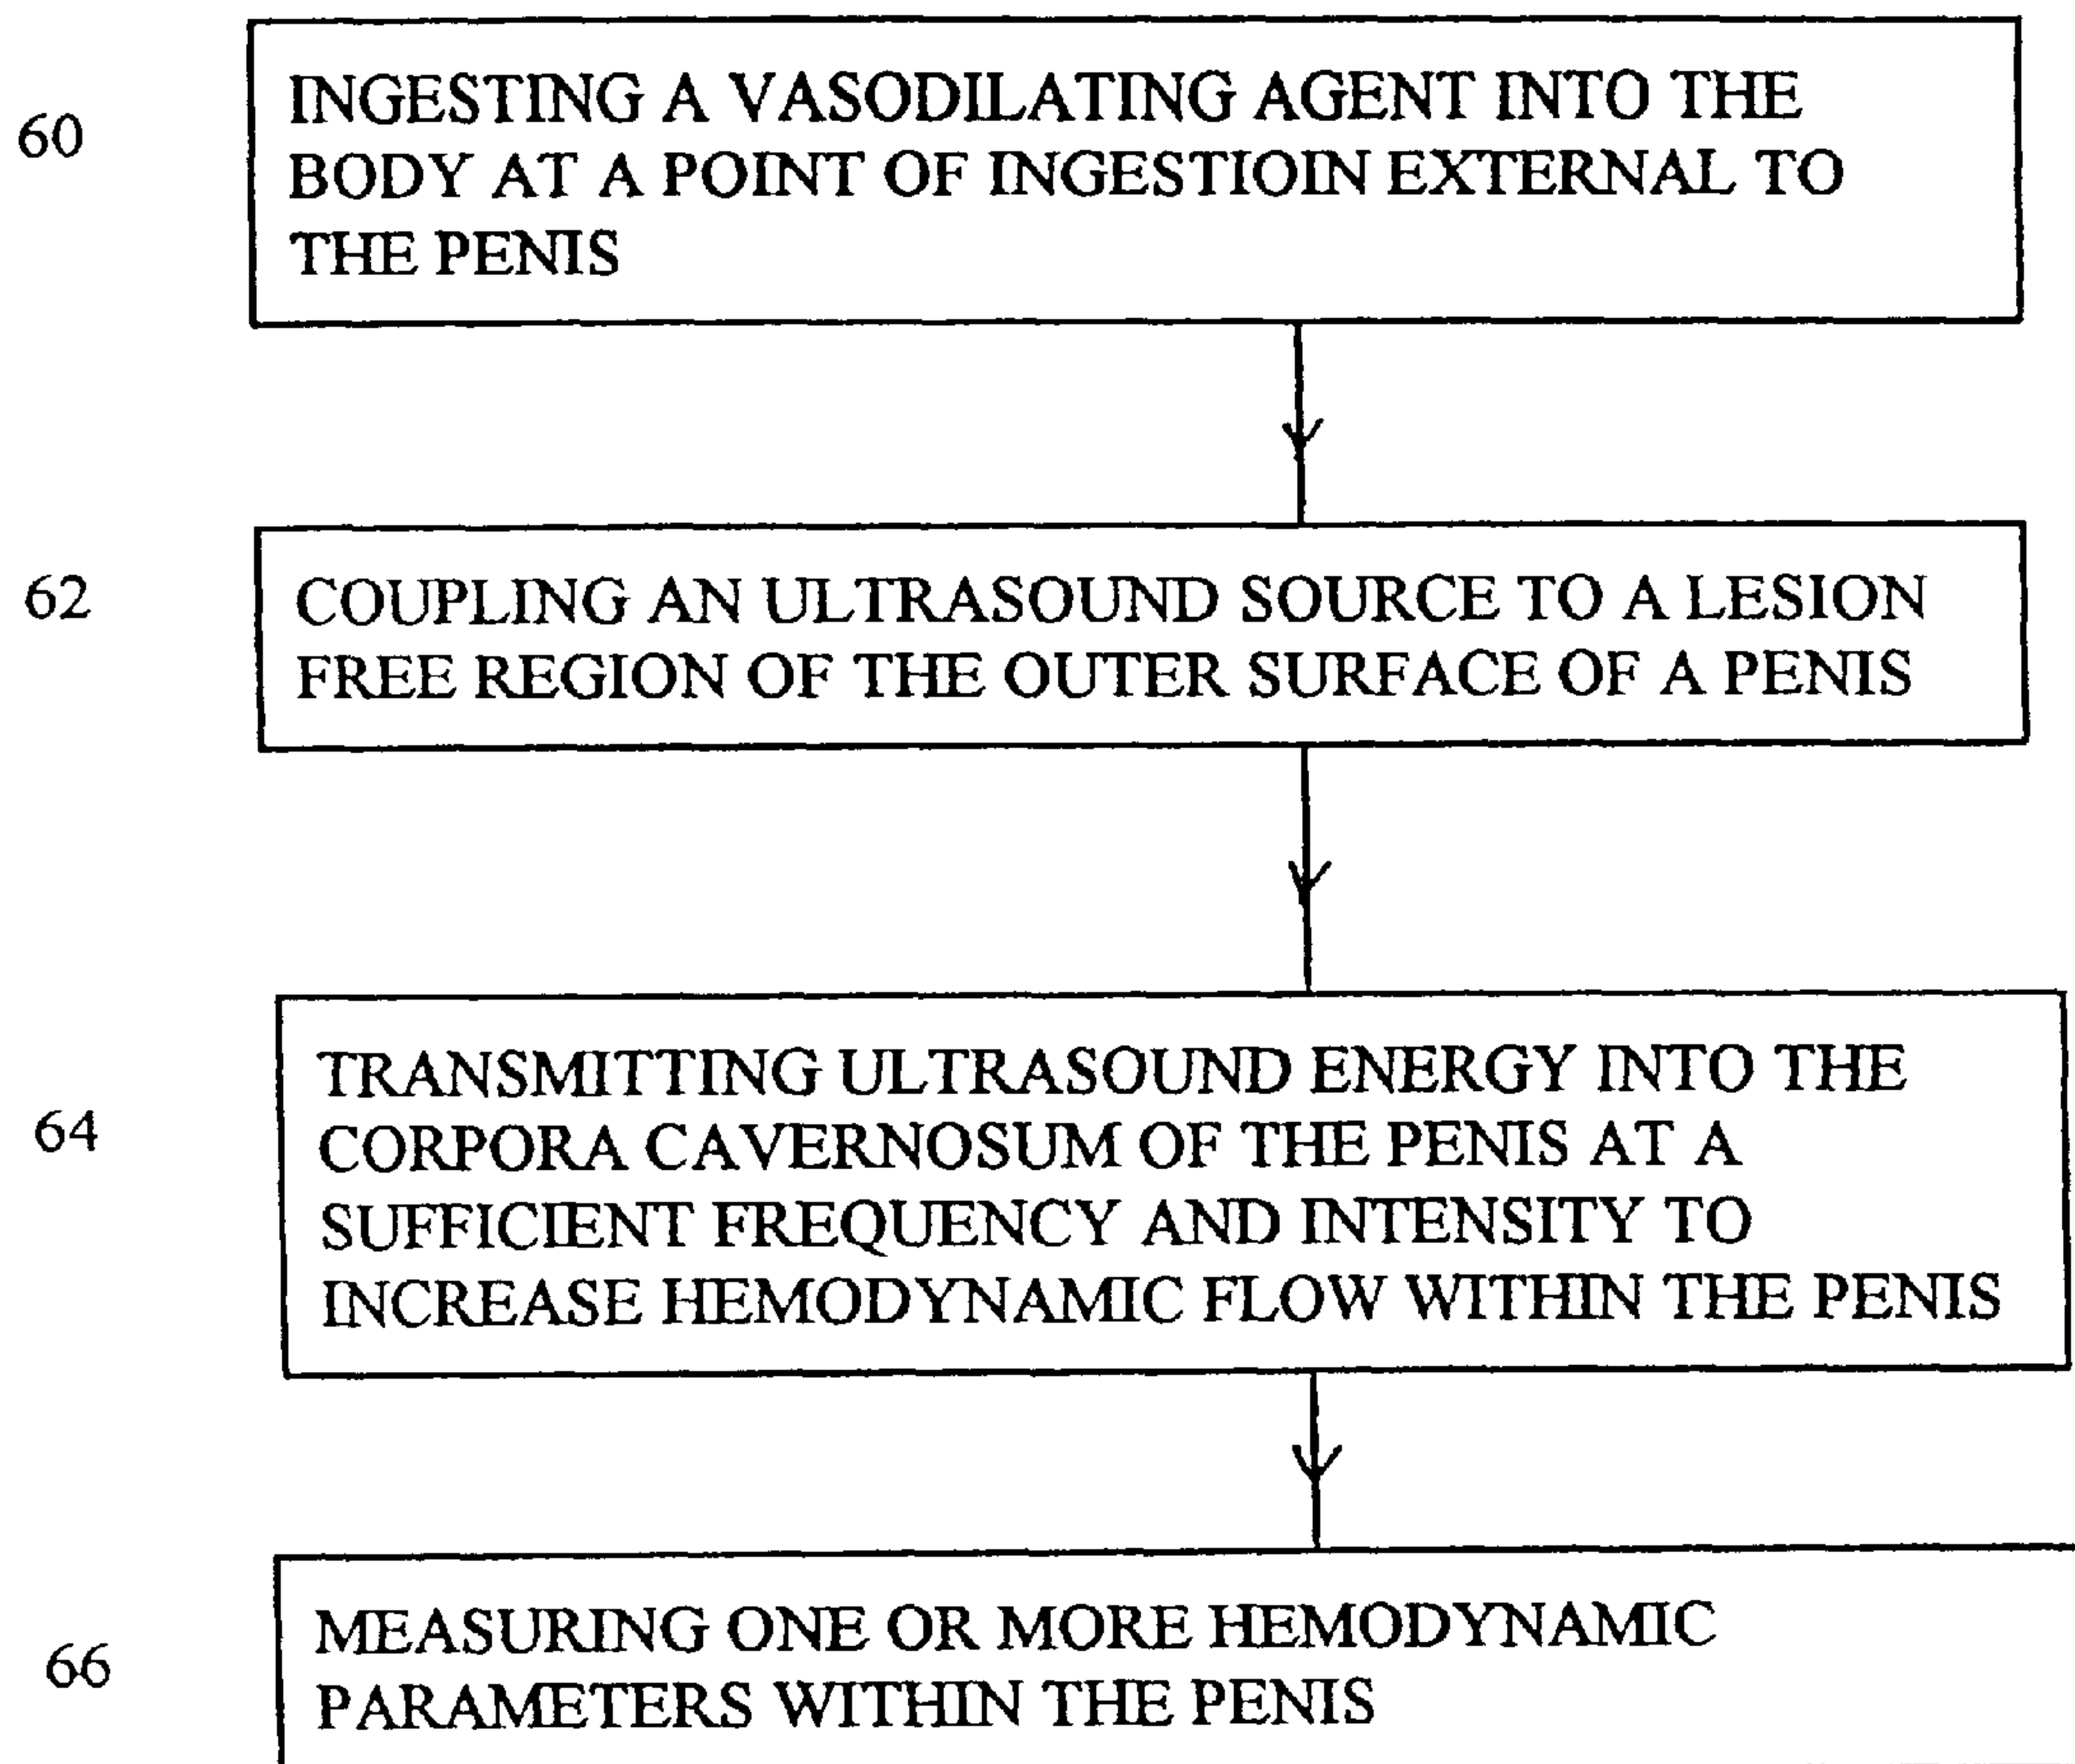 60
INGESTING A VASODILATING AGENT INTO THE
BODY AT A POINT OF INGESTIOIN EXTERNAL TO
THE PENIS
62
COUPLING AN ULTRASOUND SOURCE TO A LESION
FREE REGION OF THE OUTER SURFACE OF A PENIS
64
TRANSMITTING ULTRASOUND ENERGY INTO THE
CORPORA CAVERNOSUM OF THE PENIS AT A
SUFFICIENT FREQUENCY AND INTENSITY TO
INCREASE HEMODYNAMIC FLOW WITHIN THE PENIS
66
MEASURING ONE OR MORE HEMODYNAMIC
PARAMETERS WITHIN THE PENIS